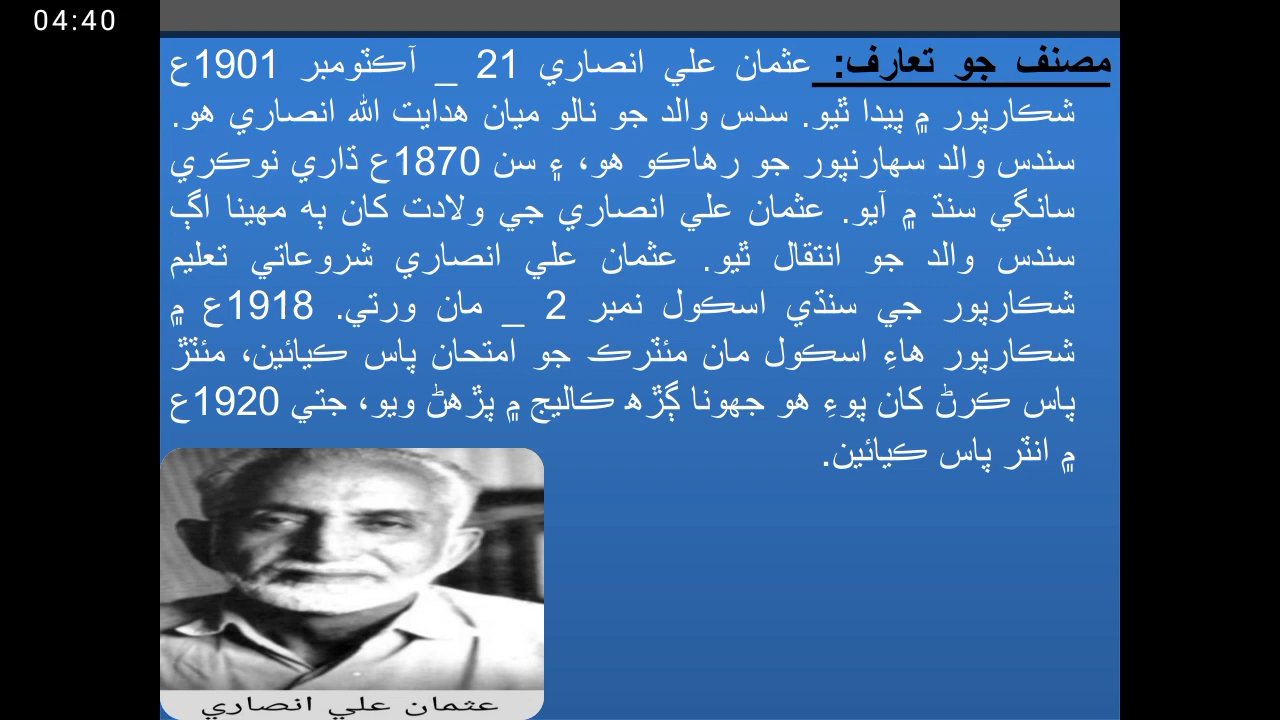 04:40
مصنف جو تعارف: عثمان علي انصاري 21 _ آڪٽومبر 1901ع
شڪارپور ۾ پيدا ٿيو. سدس والد جو نالو ميان هدايت الله انصاري هو.
سندس والد سهارنپور جو رهاڪو هو، ۽ سن 1870ع ڌاري نوڪري
سانگي سنڌ ۾ آيو. عثمان علي انصاري جي ولادت کان ٻه مهينا اڳ
سندس والد جو انتقال ٿيو. عثمان علي انصاري شروعاتي تعليم
شڪارپور جي سنڌي اسڪول نمبر 2 _ مان ورتي. 1918ع ۾
شڪارپور هاءِ اسڪول مان مئٽرڪ جو امتحان پاس ڪيائين، مئٽڙ
پاس ڪرڻ کان پوءِ هو جهونا ڳڙهه ڪاليج ۾ پڙهڻ ويو، جتي 1920ع
۾ انٽر پاس ڪيائين.
عثمان علي انصاري